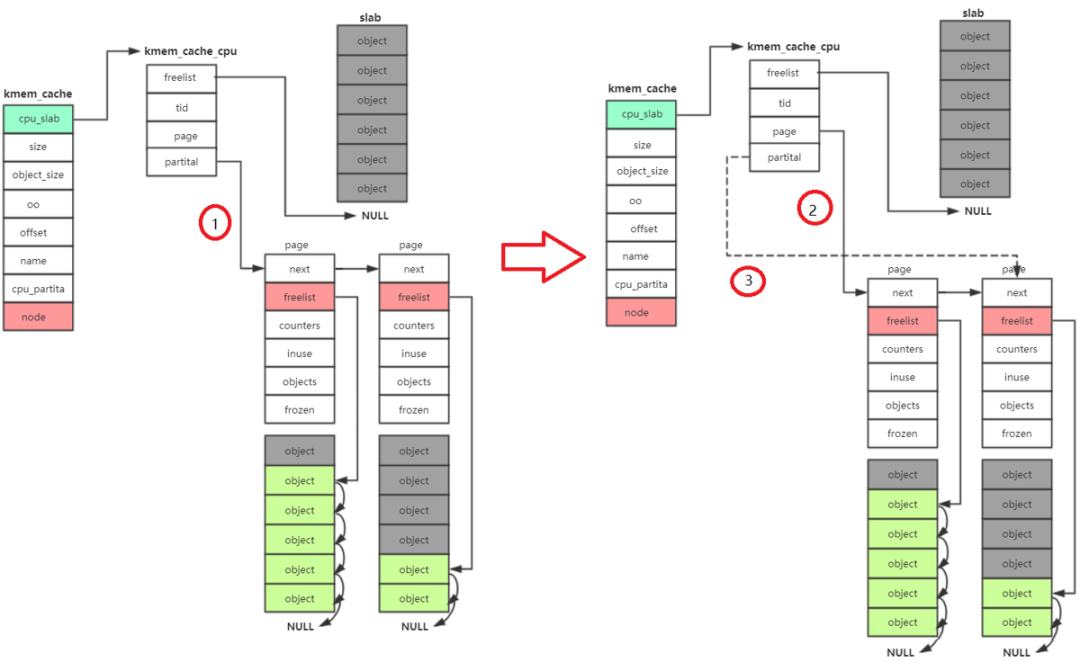 slab
object
object
object
object
object
object
kmem_cache_cpu
freelist
tid
page
partital
NULL
kmem_cache
cpu_slab
size
object_size
oo
offset
name
cpu_partita
node
1
page
next
freelist
counters
inuse
objects
frozen
object
object
object
object
object
object
NULL
page
next
freelist
counters
inuse
objects
frozen
object
object
object
object
object
object
NULL
slab
object
object
object
object
object
object
kmem_cache_cpu
freelist
tid
page
partital
NULL
kmem_cache
cpu_slab
size
object_size
oo
offset
name
cpu_partita
node
2
3
page
next
freelist
counters
inuse
objects
frozen
object
object
object
object
object
object
NULL
page
next
freelist
counters
inuse
objects
frozen
object
object
object
object
object
object
NULL